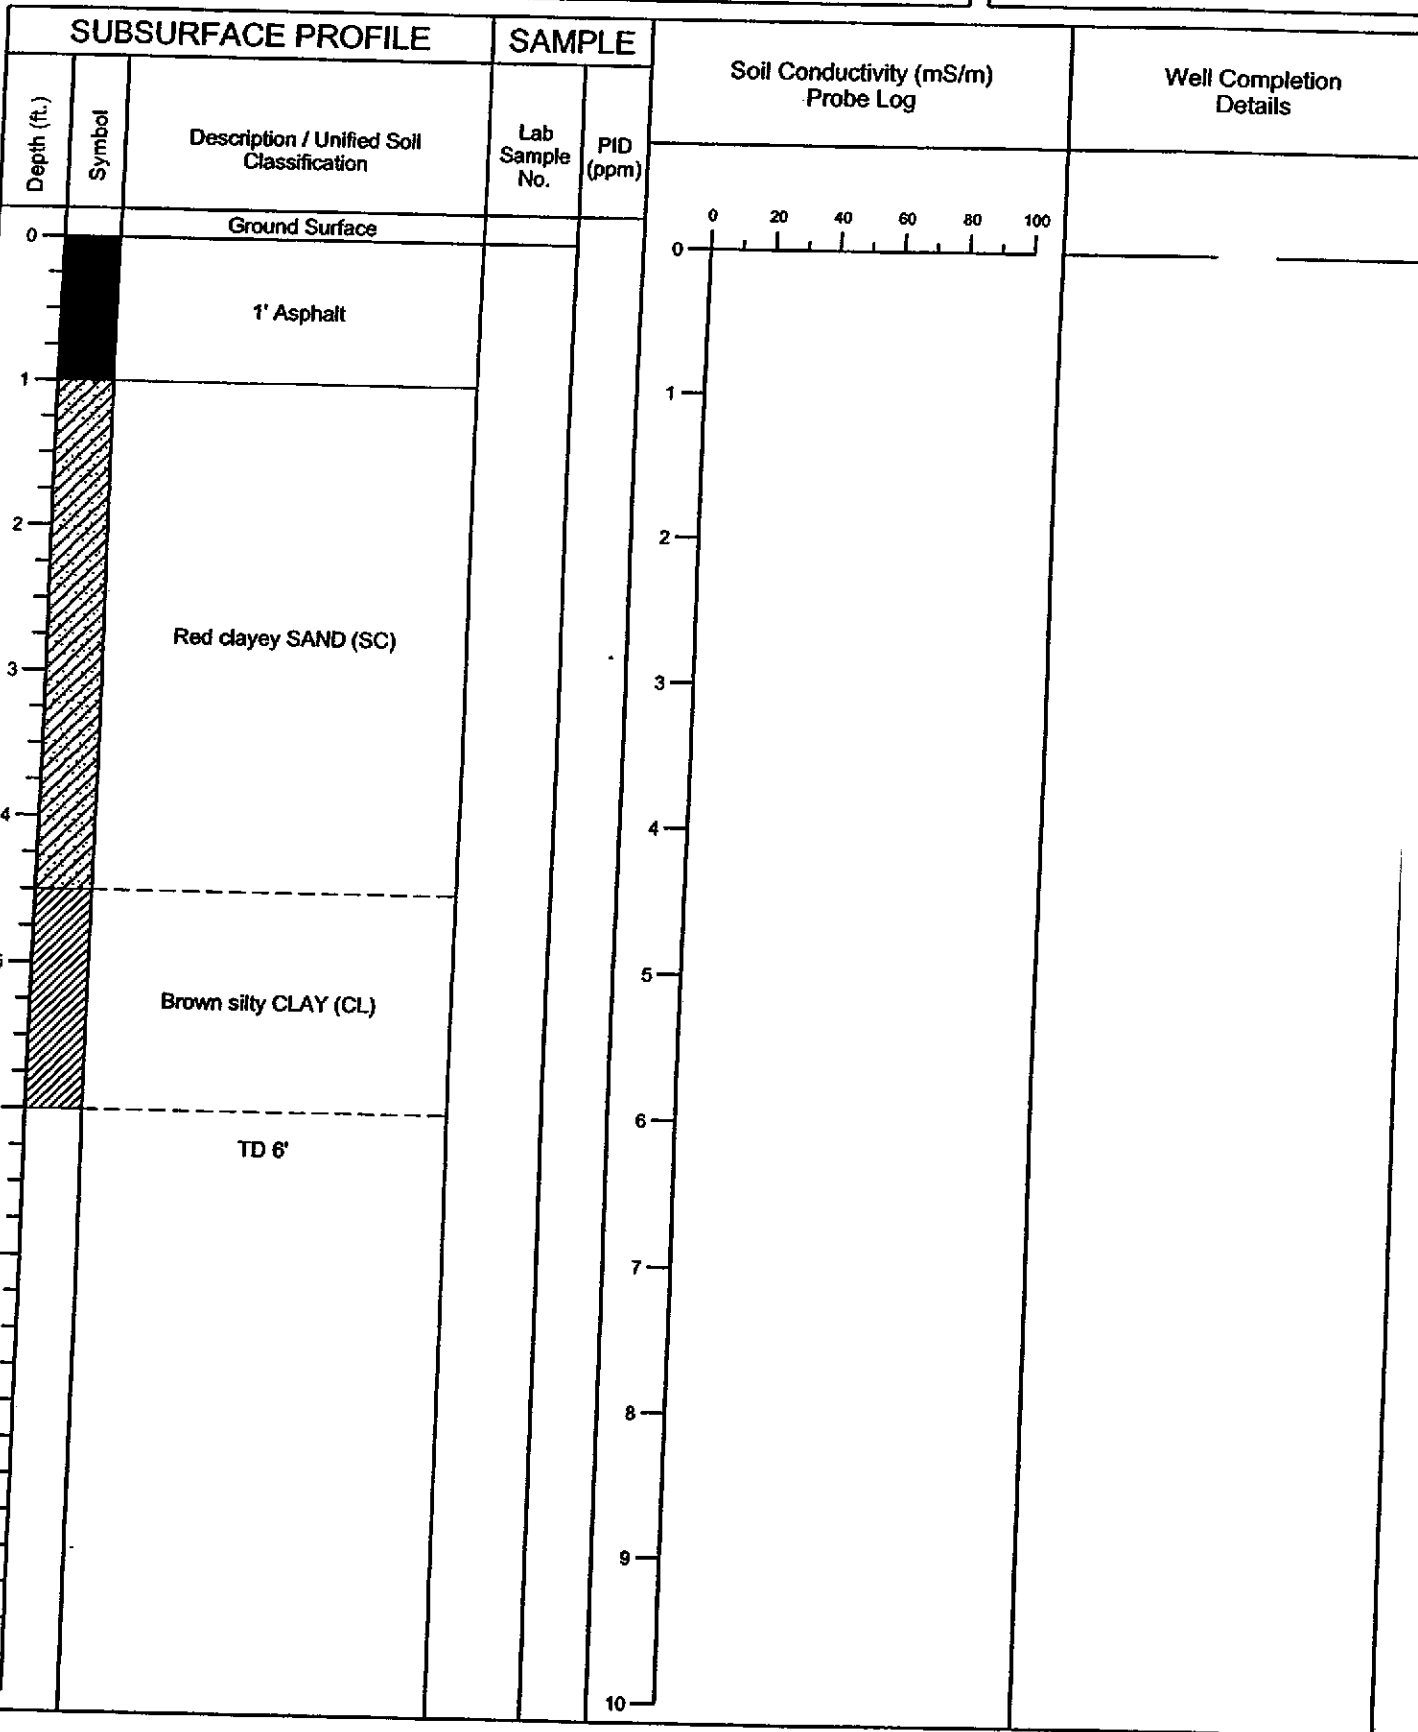 SUBSURFACE PROFILE
SAMPLE
Soil Conductivity (mS/m)
Probe Log
Well Completion
Details
Depth (ft.)
Symbol
Description / Unified Soil
Classification
Lab
Sample
No.
PID
(ppm)
Ground Surface
0 20 40 60 80 100
0
0
1' Asphalt
1
1
2
2
Red clayey SAND (SC)
3
3
4
4
5
Brown silty CLAY (CL)
6
TD 6'
7
8
9
10